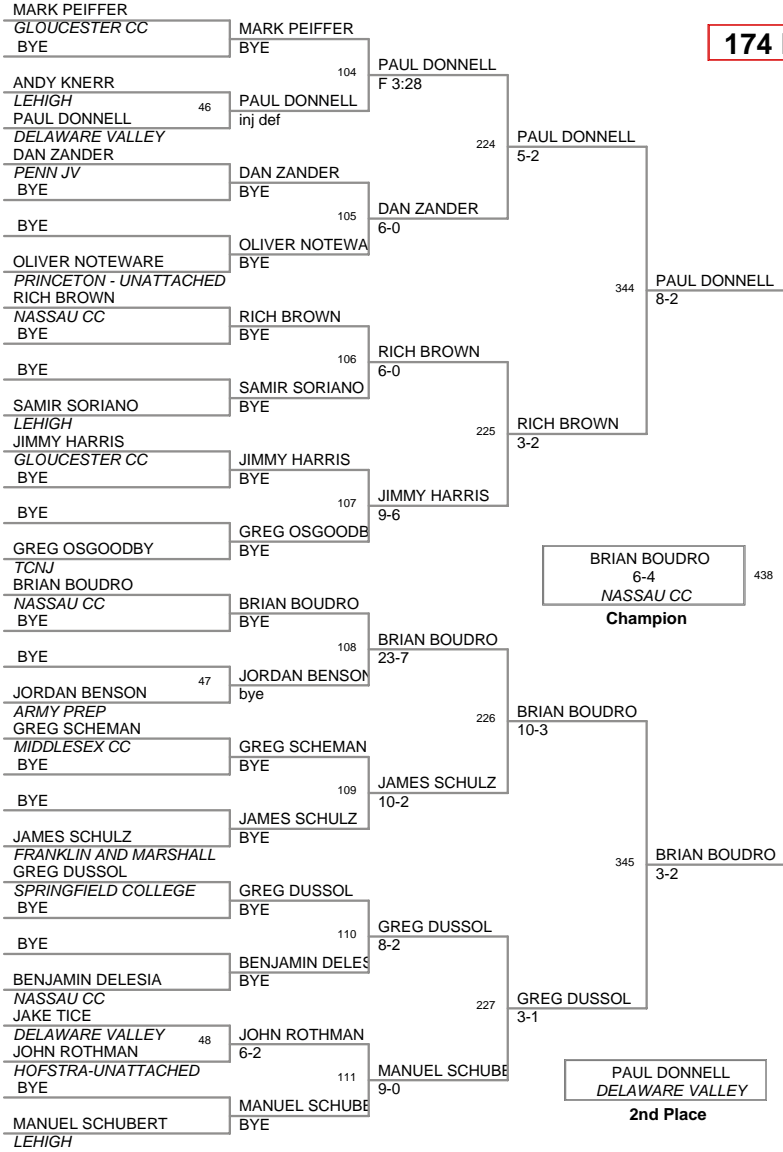 MARK PEIFFER
GLOUCESTER CC
BYE
ANDY KNERR
LEHIGH
46
PAUL DONNELL
DELAWARE VALLEY
DAN ZANDER
PENN JV
BYE
BYE
OLIVER NOTEWARE
PRINCETON - UNATTACHED
RICH BROWN
NASSAU CC
BYE
BYE
SAMIR SORIANO
LEHIGH
JIMMY HARRIS
GLOUCESTER CC
BYE
BYE
GREG OSGOODBY
TCNJ
BRIAN BOUDRO
NASSAU CC
BYE
BYE
47
JORDAN BENSON
ARMY PREP
GREG SCHEMAN
MIDDLESEX CC
BYE
BYE
JAMES SCHULZ
FRANKLIN AND MARSHALL
GREG DUSSOL
SPRINGFIELD COLLEGE
BYE
BYE
BENJAMIN DELESIA
NASSAU CC
JAKE TICE
DELAWARE VALLEY
48
JOHN ROTHMAN
HOFSTRA-UNATTACHED
BYE
MANUEL SCHUBERT
LEHIGH
MARK PEIFFER
BYE
104
PAUL DONNELL
inj def
DAN ZANDER
BYE
105
OLIVER NOTEWA
BYE
RICH BROWN
BYE
106
SAMIR SORIANO
BYE
JIMMY HARRIS
BYE
107
GREG OSGOODB
BYE
BRIAN BOUDRO
BYE
108
JORDAN BENSON
bye
GREG SCHEMAN
BYE
109
JAMES SCHULZ
BYE
GREG DUSSOL
BYE
110
BENJAMIN DELES
BYE
JOHN ROTHMAN
6-2
111
MANUEL SCHUBE
BYE
PAUL DONNELL
F 3:28
224
DAN ZANDER
6-0
RICH BROWN
6-0
225
JIMMY HARRIS
9-6
BRIAN BOUDRO
23-7
226
JAMES SCHULZ
10-2
GREG DUSSOL
8-2
227
MANUEL SCHUBE
9-0
PAUL DONNELL
5-2
344
RICH BROWN
3-2
BRIAN BOUDRO
10-3
345
GREG DUSSOL
3-1
174
PAUL DONNELL
8-2
BRIAN BOUDRO
6-4
NASSAU CC
438
Champion
BRIAN BOUDRO
3-2
PAUL DONNELL
DELAWARE VALLEY
2nd Place